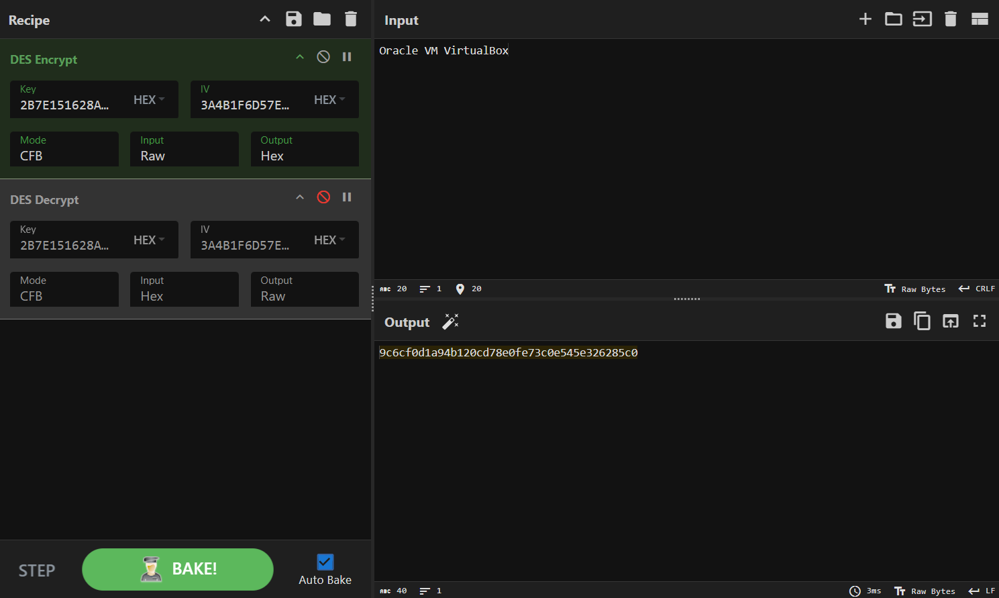 Recipe
DES Encrypt
Key
2B7E151628A...
HEX
IV
3A4B1F6D57E...
HEX
Mode
CFB
Input
Raw
Output
Hex
DES Decrypt
Key
2B7E151628A...
HEX
IV
3A4B1F6D57E...
HEX
Mode
CFB
Input
Hex
Output
Raw
STEP
BAKE!
Auto Bake
Input
Oracle VM VirtualBox
ABC 20 1 20
Tт Raw Bytes CRLF
Output
9c6cf0d1a94b120cd78e0fe73c0e545e326285c0
ABC 40 1
3ms Tт Raw Bytes LF